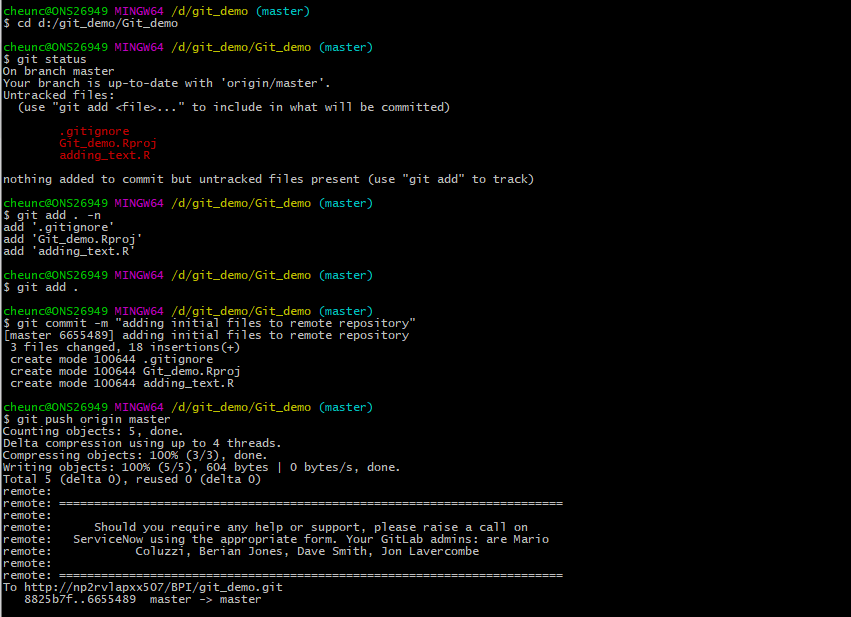 cheunc@ONS26949 MINGW64 /d/git_demo (master)
$ cd d:/git_demo/Git_demo
cheunc@ONS26949 MINGW64 /d/git_demo/Git_demo (master)
$ git status
On branch master
Your branch is up-to-date with 'origin/master'.
Untracked files:
  (use "git add <file>..." to include in what will be committed)
        .gitignore
        Git_demo.Rproj
        adding_text.R
nothing added to commit but untracked files present (use "git add" to track)
cheunc@ONS26949 MINGW64 /d/git_demo/Git_demo (master)
$ git add . -n
add '.gitignore'
add 'Git_demo.Rproj'
add 'adding_text.R'
cheunc@ONS26949 MINGW64 /d/git_demo/Git_demo (master)
$ git add .
cheunc@ONS26949 MINGW64 /d/git_demo/Git_demo (master)
$ git commit -m "adding initial files to remote repository"
[master 6655489] adding initial files to remote repository
 3 files changed, 18 insertions(+)
 create mode 100644 .gitignore
 create mode 100644 Git_demo.Rproj
 create mode 100644 adding_text.R
cheunc@ONS26949 MINGW64 /d/git_demo/Git_demo (master)
$ git push origin master
Counting objects: 5, done.
Delta compression using up to 4 threads.
Compressing objects: 100% (3/3), done.
Writing objects: 100% (5/5), 604 bytes | 0 bytes/s, done.
Total 5 (delta 0), reused 0 (delta 0)
remote:
remote: ========================================================================
remote:
remote:      Should you require any help or support, please raise a call on
remote:   ServiceNow using the appropriate form. Your GitLab admins: are Mario
remote:            Coluzzi, Berian Jones, Dave Smith, Jon Lavercombe
remote:
remote: ========================================================================
To http://np2rvlapxx507/BPI/git_demo.git
   8825b7f..6655489  master -> master